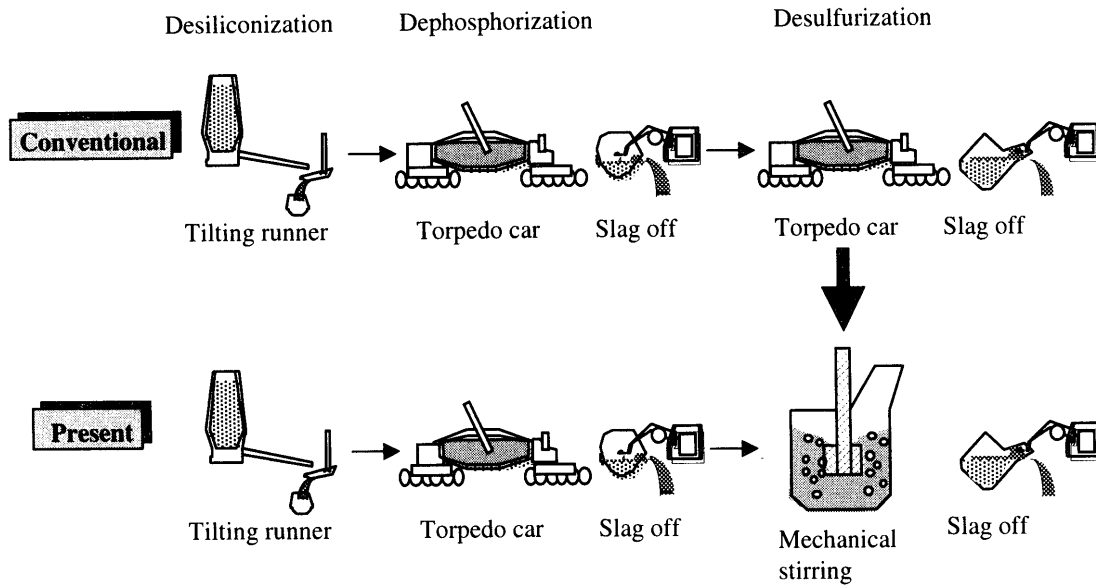 Desiliconization Dephosphorization Desulfurization
Conventional
Tilting runner Torpedo car Slag off Torpedo car Slag off
Present
Tilting runner Torpedo car Slag off Mechanical stirring Slag off